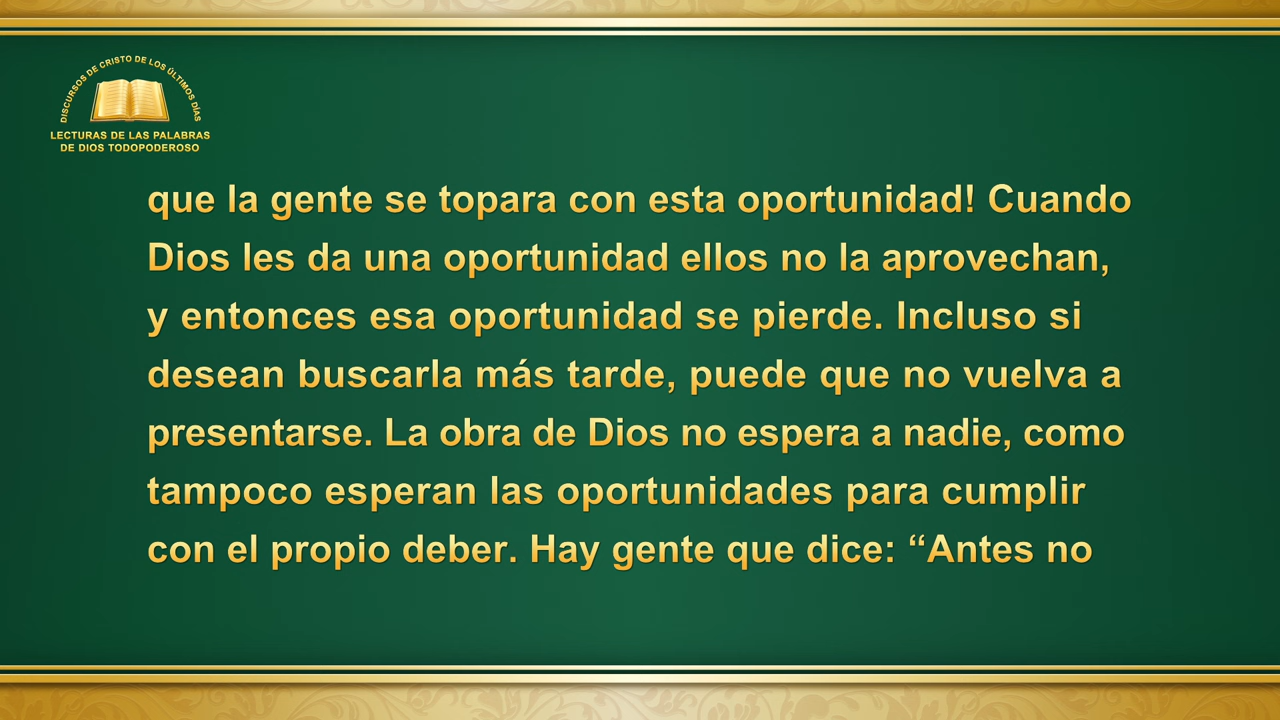 DISCURSOS DE CRISTO DE LOS ÚLTIMOS DÍAS
LECTURAS DE LAS PALABRAS
DE DIOS TODOPODEROSO
que la gente se topara con esta oportunidad! Cuando
Dios les da una oportunidad ellos no la aprovechan,
y entonces esa oportunidad se pierde. Incluso si
desean buscarla más tarde, puede que no vuelva a
presentarse. La obra de Dios no espera a nadie, como
tampoco esperan las oportunidades para cumplir
con el propio deber. Hay gente que dice: “Antes no